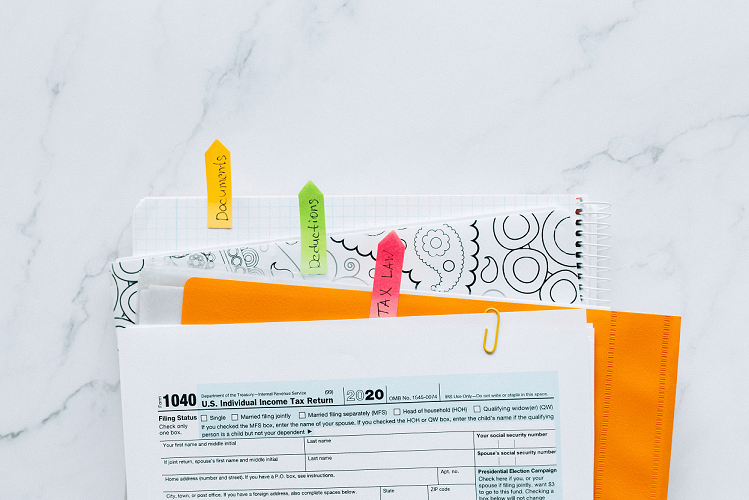 Documents
Deductions
TAX LAW
Form 1040 Department of the Treasury—Internal Revenue Service (99) U.S. Individual Income Tax Return 2020 OMB No. 1545-0074 IRS Use Only—Do not write or staple in this space.
Filing Status Single Married filing jointly Married filing separately (MFS) Head of household (HOH) Qualifying widow(er) (QW)
Check only one box.
If you checked the MFS box, enter the name of your spouse. If you checked the HOH or QW box, enter the child's name if the qualifying
person is a child but not your dependent ▶
Your first name and middle initial Last name Your social security number
If joint return, spouse's first name and middle initial Last name Spouse's social security number
Home address (number and street). If you have a P.O. box, see instructions. Apt. no. Presidential Election Campaign
Check here if you, or your
spouse if filing jointly, want $3
City, town, or post office. If you have a foreign address, also complete spaces below. State ZIP code to go to this fund. Checking a
box below will not change